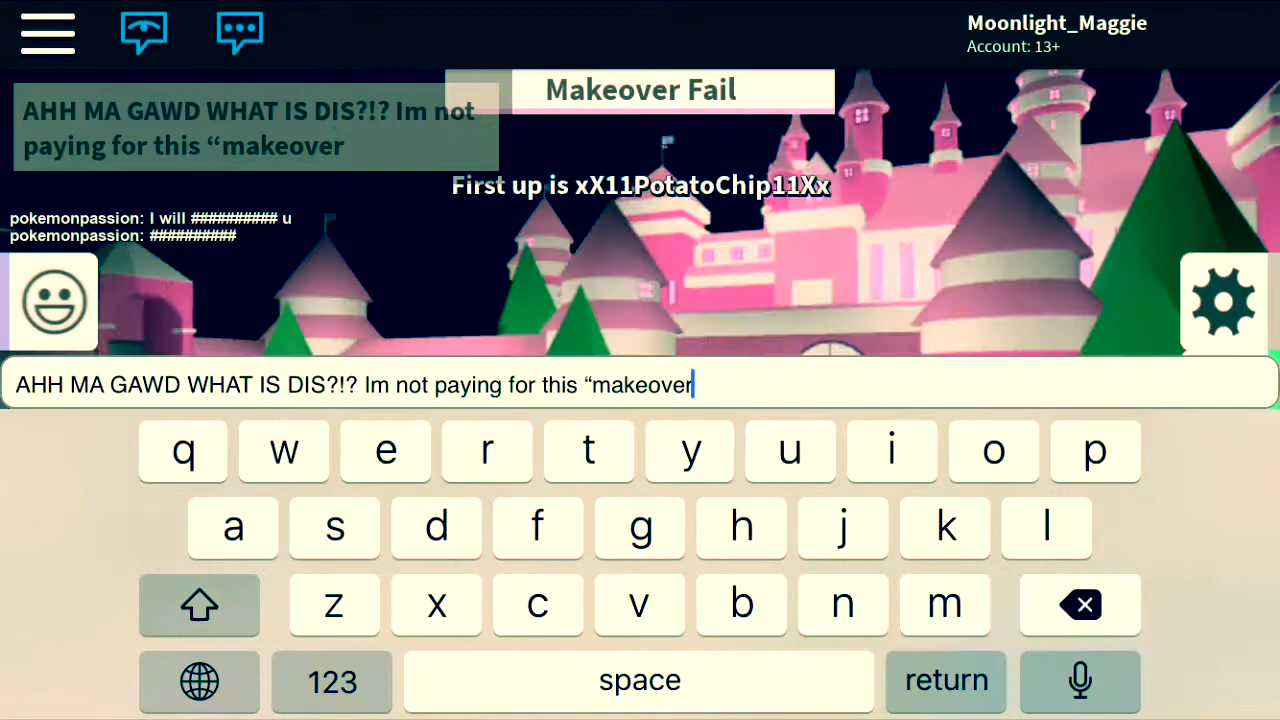 Moonlight_Maggie
Account: 13+
Makeover Fail
AHH MA GAWD WHAT IS DIS?!? Im not
paying for this “makeover
First up is xX11PotatoChip11Xx
pokemonpassion: I will ########## u
pokemonpassion: ##########
AHH MA GAWD WHAT IS DIS?!? Im not paying for this “makeover
q w e r t y u i o p
a s d f g h j k l
z x c v b n m
123 space return